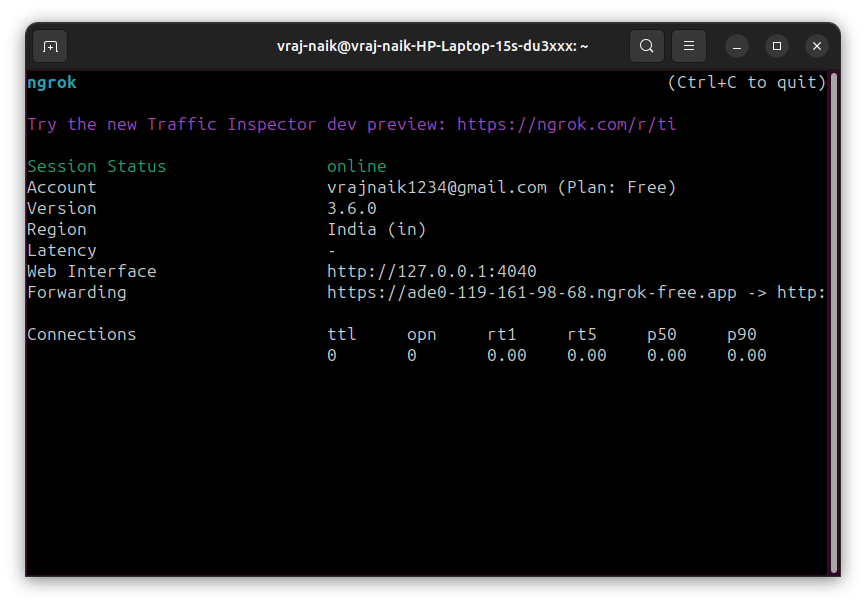 vraj-naik@vraj-naik-HP-Laptop-15s-du3xxx: ~
ngrok (Ctrl+C to quit)
Try the new Traffic Inspector dev preview: https://ngrok.com/r/ti
Session Status online
Account vrajnaik1234@gmail.com (Plan: Free)
Version 3.6.0
Region India (in)
Latency -
Web Interface http://127.0.0.1:4040
Forwarding https://ade0-119-161-98-68.ngrok-free.app -> http:
Connections ttl opn rt1 rt5 p50 p90
0 0 0.00 0.00 0.00 0.00